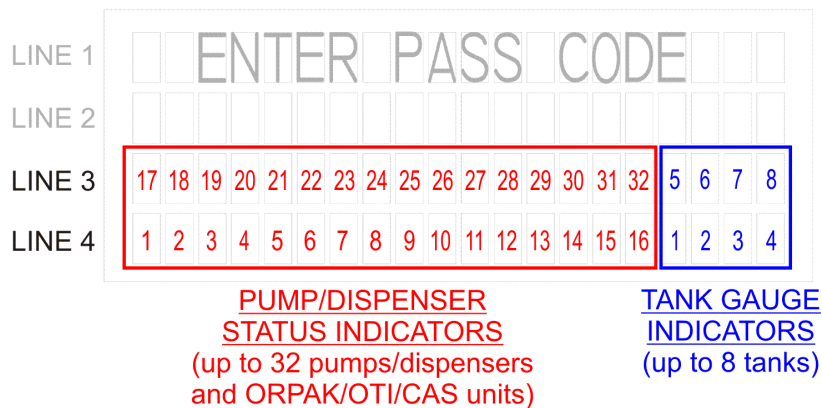 LINE 1 ENTER PASS CODE
LINE 2
LINE 3 17 18 19 20 21 22 23 24 25 26 27 28 29 30 31 32 5 6 7 8
LINE 4 1 2 3 4 5 6 7 8 9 10 11 12 13 14 15 16 1 2 3 4
PUMP/DISPENSER
STATUS INDICATORS
(up to 32 pumps/dispensers
and ORPAK/OTI/CAS units)
TANK GAUGE
INDICATORS
(up to 8 tanks)